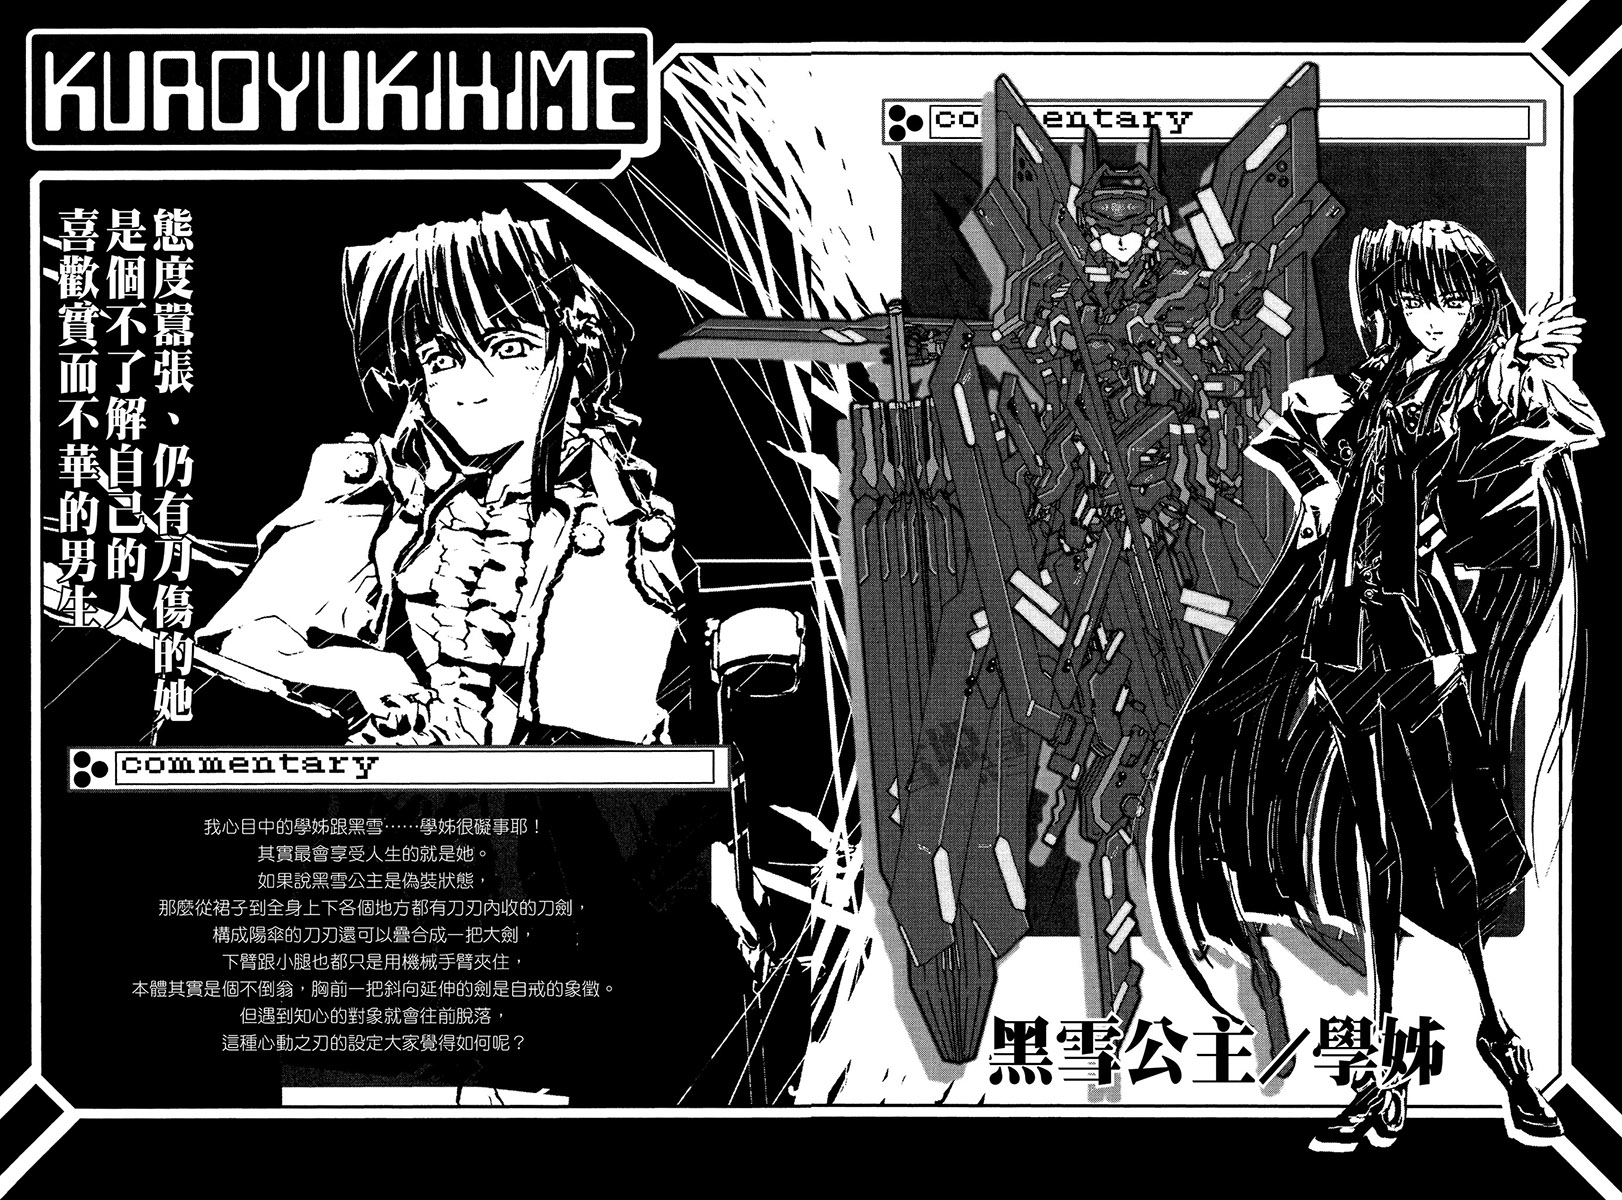 KUROYUKIHIME
態度囂張、仍有刀傷的她
是個不了解自己的人
喜歡實而不華的男生
commentary
我心目中的學姊跟黑雪⋯⋯學姊很礙事耶！
其實最會享受人生的就是她。
如果說黑雪公主是偽裝狀態，
那麼從裙子到全身上下各個地方都有刀刃內收的刀劍，
構成陽傘的刀刃還可以疊合成一把大劍，
下臂跟小腿也都只是用機械手臂夾住，
本體其實是個不倒翁，胸前一把斜向延伸的劍是自戒的象徵。
但遇到知心的對象就會往前脫落，
這種心動之刃的設定大家覺得如何呢？
commentary
黑雪公主／學姊